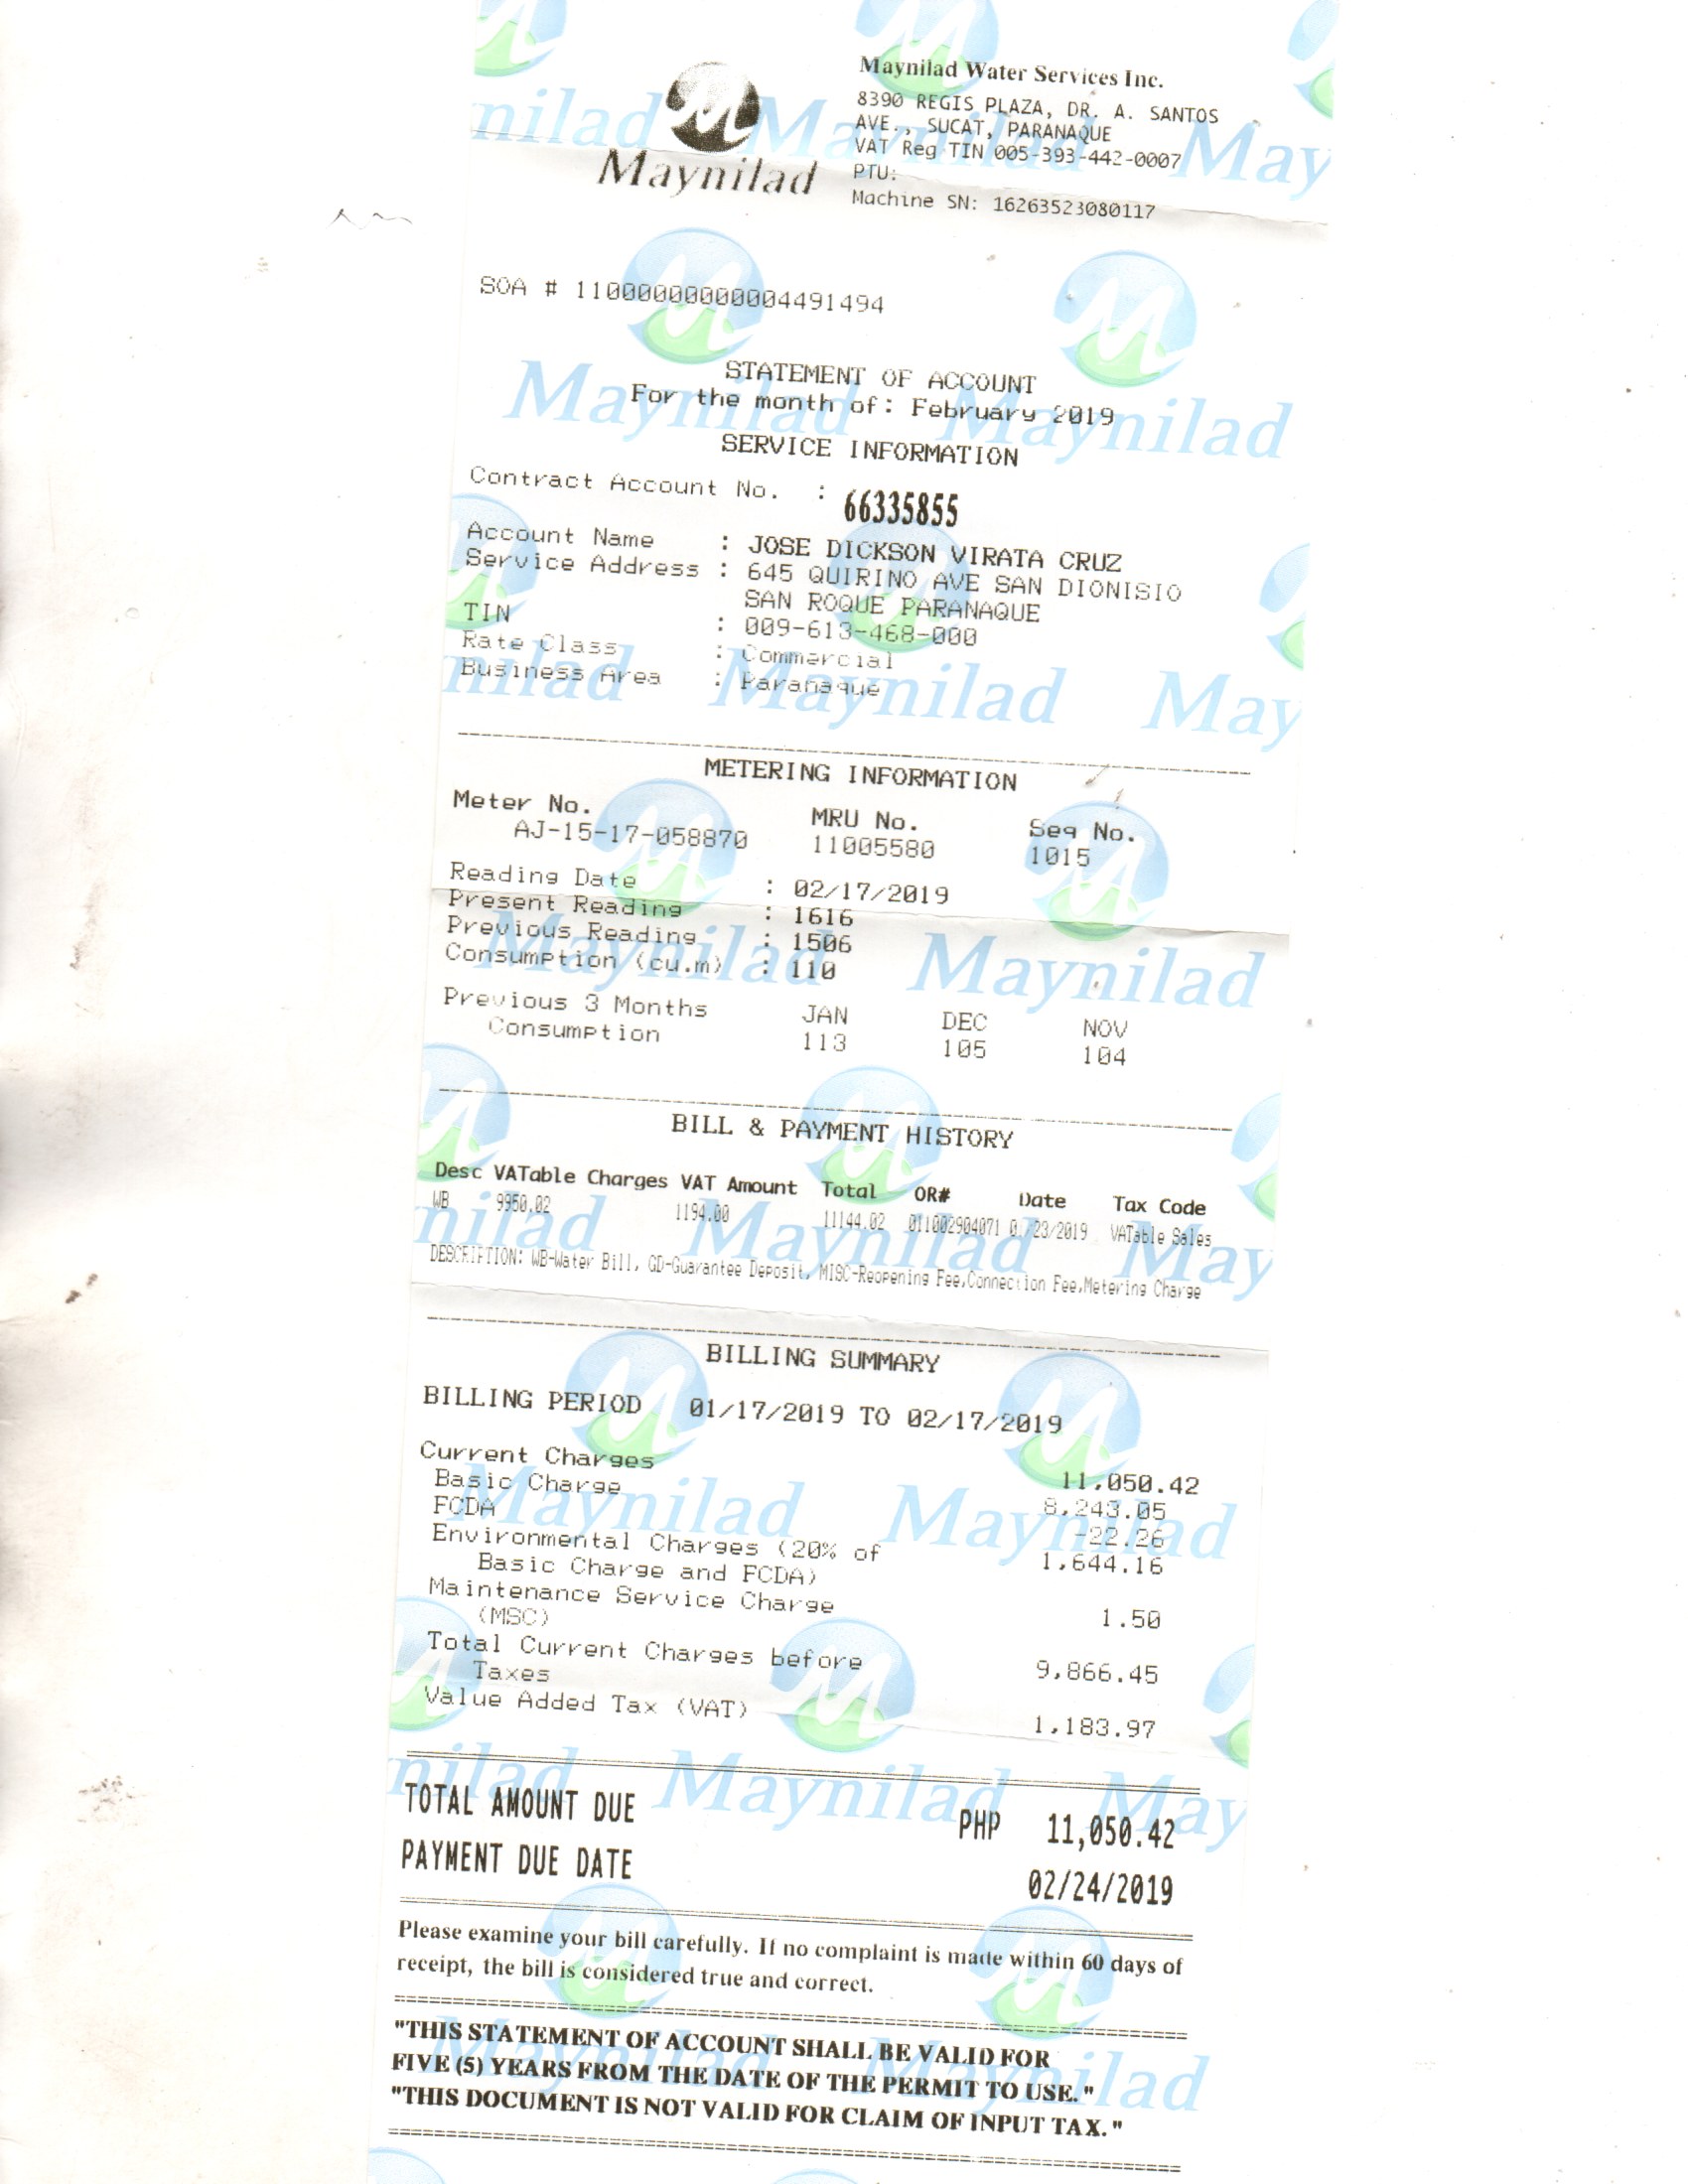 Maynilad
Maynilad Water Services Inc.
8390 REGIS PLAZA, DR. A. SANTOS
AVE., SUCAT, PARANAQUE
VAT Reg TIN 005-393-442-0007
PTU:
Machine SN: 16263523080117
SOA # 1100000000004491494
STATEMENT OF ACCOUNT
For the month of: February 2019
SERVICE INFORMATION
Contract Account No. : 66335855
Account Name : JOSE DICKSON VIRATA CRUZ
Service Address : 645 QUIRINO AVE SAN DIONISIO
SAN ROQUE PARANAQUE
TIN : 009-613-468-000
Rate Class : Commercial
Business Area : Paranaque
METERING INFORMATION
Meter No. MRU No. Seq No.
AJ-15-17-058870 11005580 1015
Reading Date : 02/17/2019
Present Reading : 1616
Previous Reading : 1506
Consumption (cu.m) : 110
Previous 3 Months JAN DEC NOV
Consumption 113 105 104
BILL & PAYMENT HISTORY
Desc VATable Charges VAT Amount Total OR# Date Tax Code
WB 9950.02 1194.00 11144.02 011002904071 /23/2019 VATable Sales
DESCRIPTION: WB-Water Bill, GD-Guarantee Deposit, MISC-Reopening Fee,Connection Fee,Metering Charge
BILLING SUMMARY
BILLING PERIOD 01/17/2019 TO 02/17/2019
Current Charges 11,050.42
Basic Charge 8,243.05
FCDA -22.26
Environmental Charges (20% of 1,644.16
Basic Charge and FCDA)
Maintenance Service Charge
(MSC) 1.50
Total Current Charges before
Taxes 9,866.45
Value Added Tax (VAT) 1,183.97
TOTAL AMOUNT DUE PHP 11,050.42
PAYMENT DUE DATE 02/24/2019
Please examine your bill carefully. If no complaint is made within 60 days of
receipt, the bill is considered true and correct.
"THIS STATEMENT OF ACCOUNT SHALL BE VALID FOR
FIVE (5) YEARS FROM THE DATE OF THE PERMIT TO USE."
"THIS DOCUMENT IS NOT VALID FOR CLAIM OF INPUT TAX."